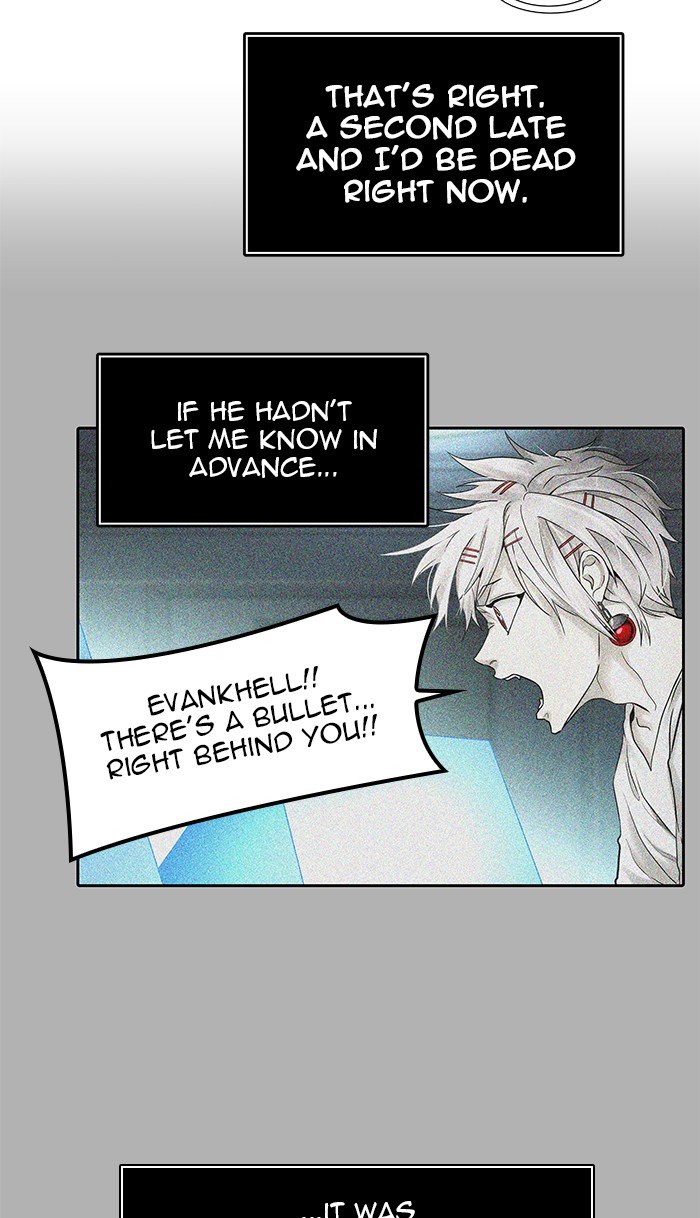 THAT'S RIGHT.
A SECOND LATE
AND I'D BE DEAD
RIGHT NOW.
IF HE HADN'T
LET ME KNOW IN
ADVANCE...
EVANKHELL!!
THERE'S A BULLET...
RIGHT BEHIND YOU!!
...IT WAS